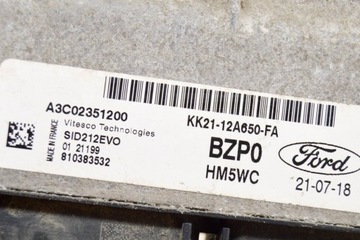 A3C02351200
Vitesco Technologies
SID212EVO
01 21199
810383532
MADE IN FRANCE
KK21-12A650-FA
BZP0
HM5WC
Ford
21-07-18